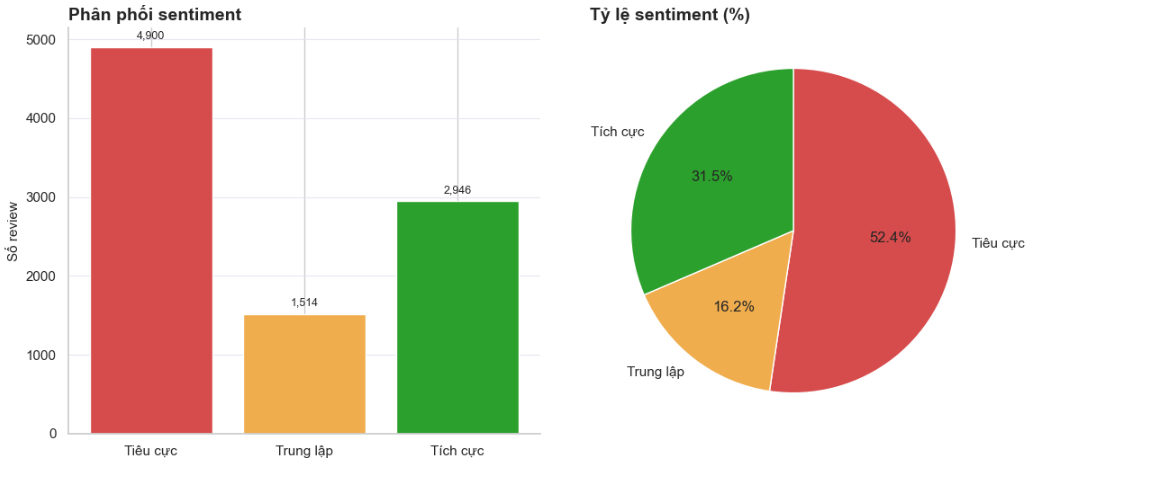 Phân phối sentiment
Số review
5000
4000
3000
2000
1000
0
4,900
1,514
2,946
Tiêu cực
Trung lập
Tích cực
Tỷ lệ sentiment (%)
Tích cực
31.5%
52.4%
Tiêu cực
16.2%
Trung lập